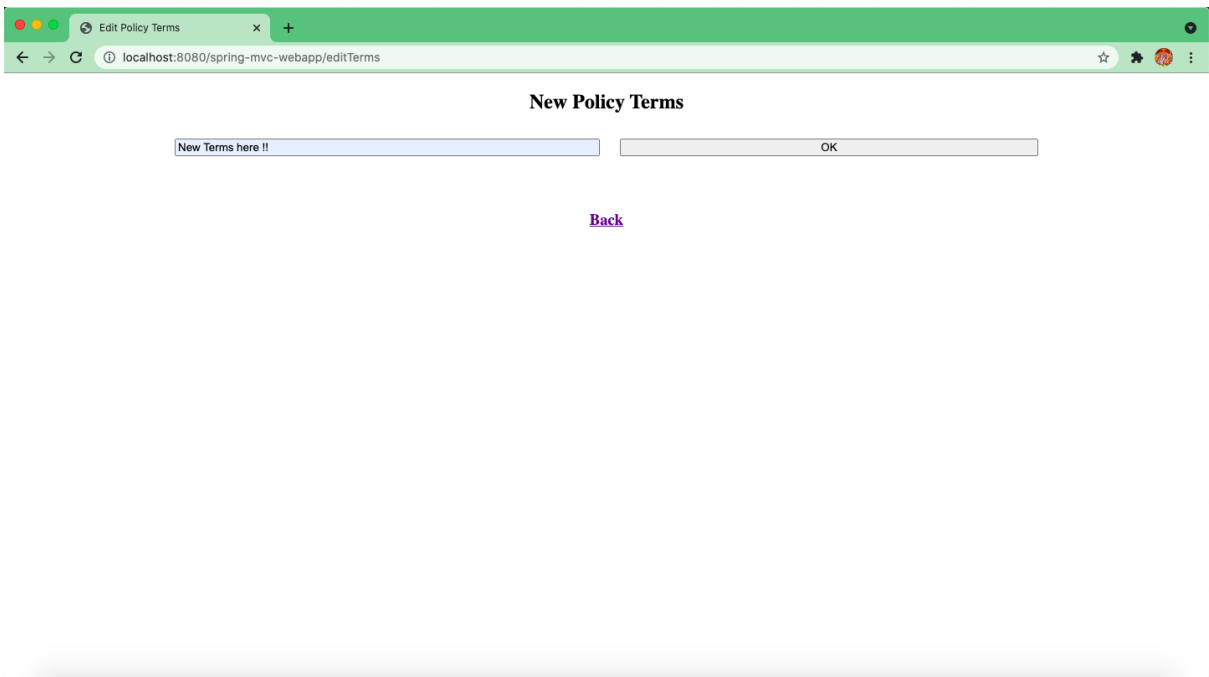 Edit Policy Terms
localhost:8080/spring-mvc-webapp/editTerms
New Policy Terms
New Terms here !! OK
Back